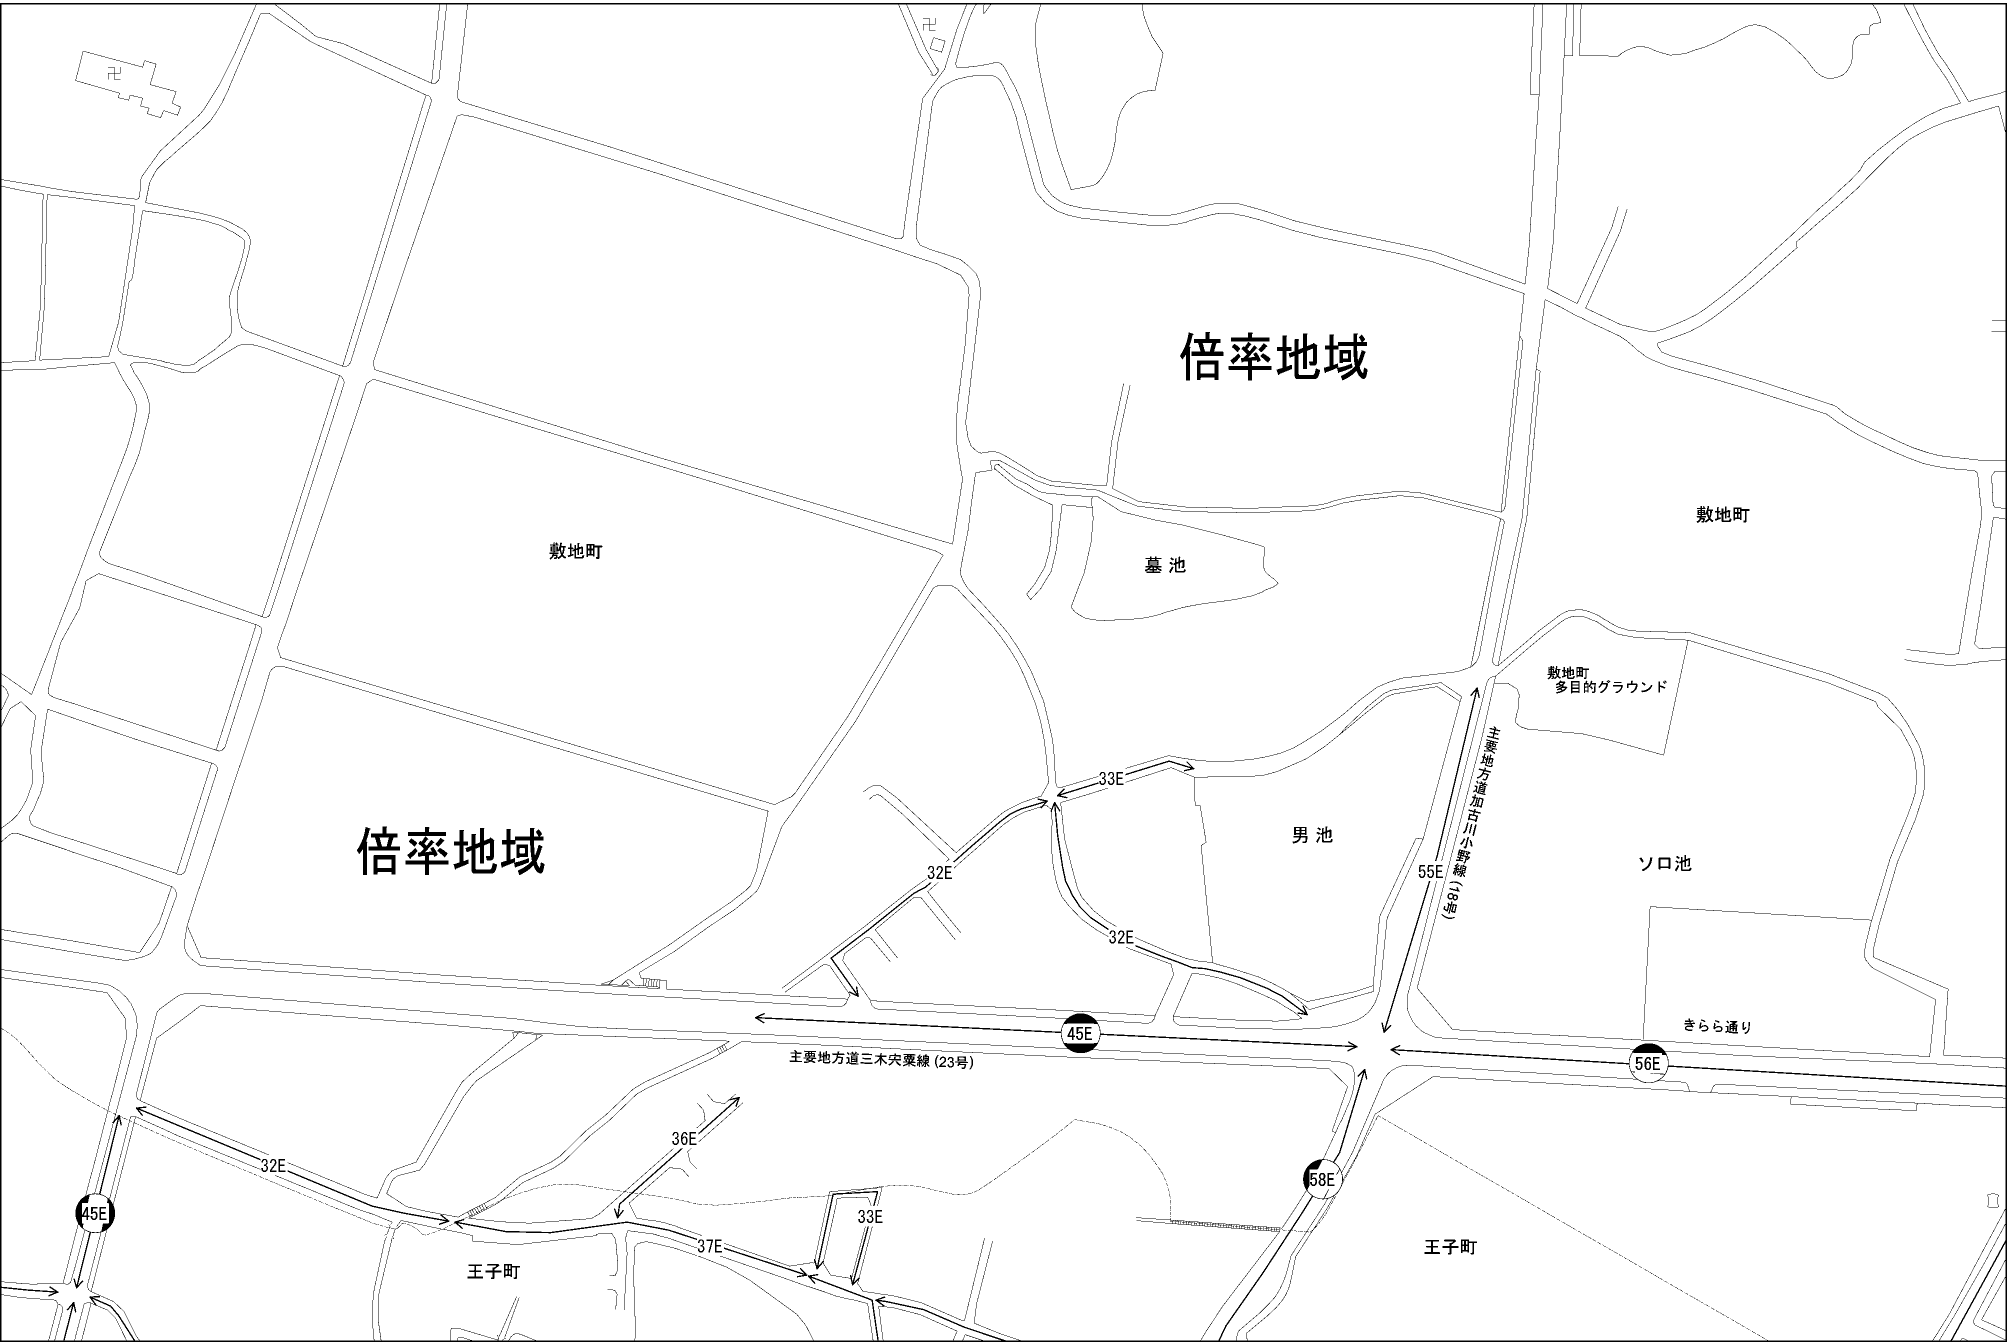 卍
卍
倍率地域
敷地町
敷地町
墓池
敷地町
多目的グラウンド
主要地方道加古川小野線(18号)
33E
男池
倍率地域
32E
55E
ソロ池
32E
きらら通り
45E
主要地方道三木宍粟線(23号)
56E
36E
32E
58E
45E
33E
37E
王子町
王子町